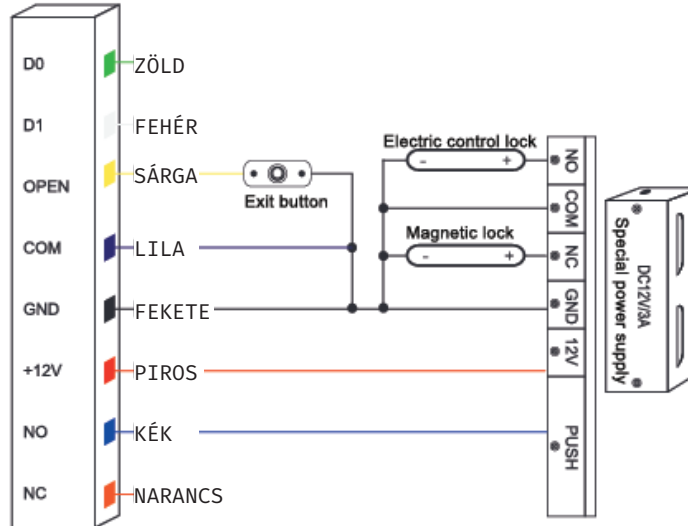 D0
ZÖLD
D1
FEHÉR
OPEN
SÁRGA
Exit button
COM
LILA
GND
FEKETE
+12V
PIROS
NO
KÉK
NC
NARANCS
Electric control lock
- +
Magnetic lock
- +
NO
COM
NC
GND
12V
PUSH
DC12V/3A
Special power supply